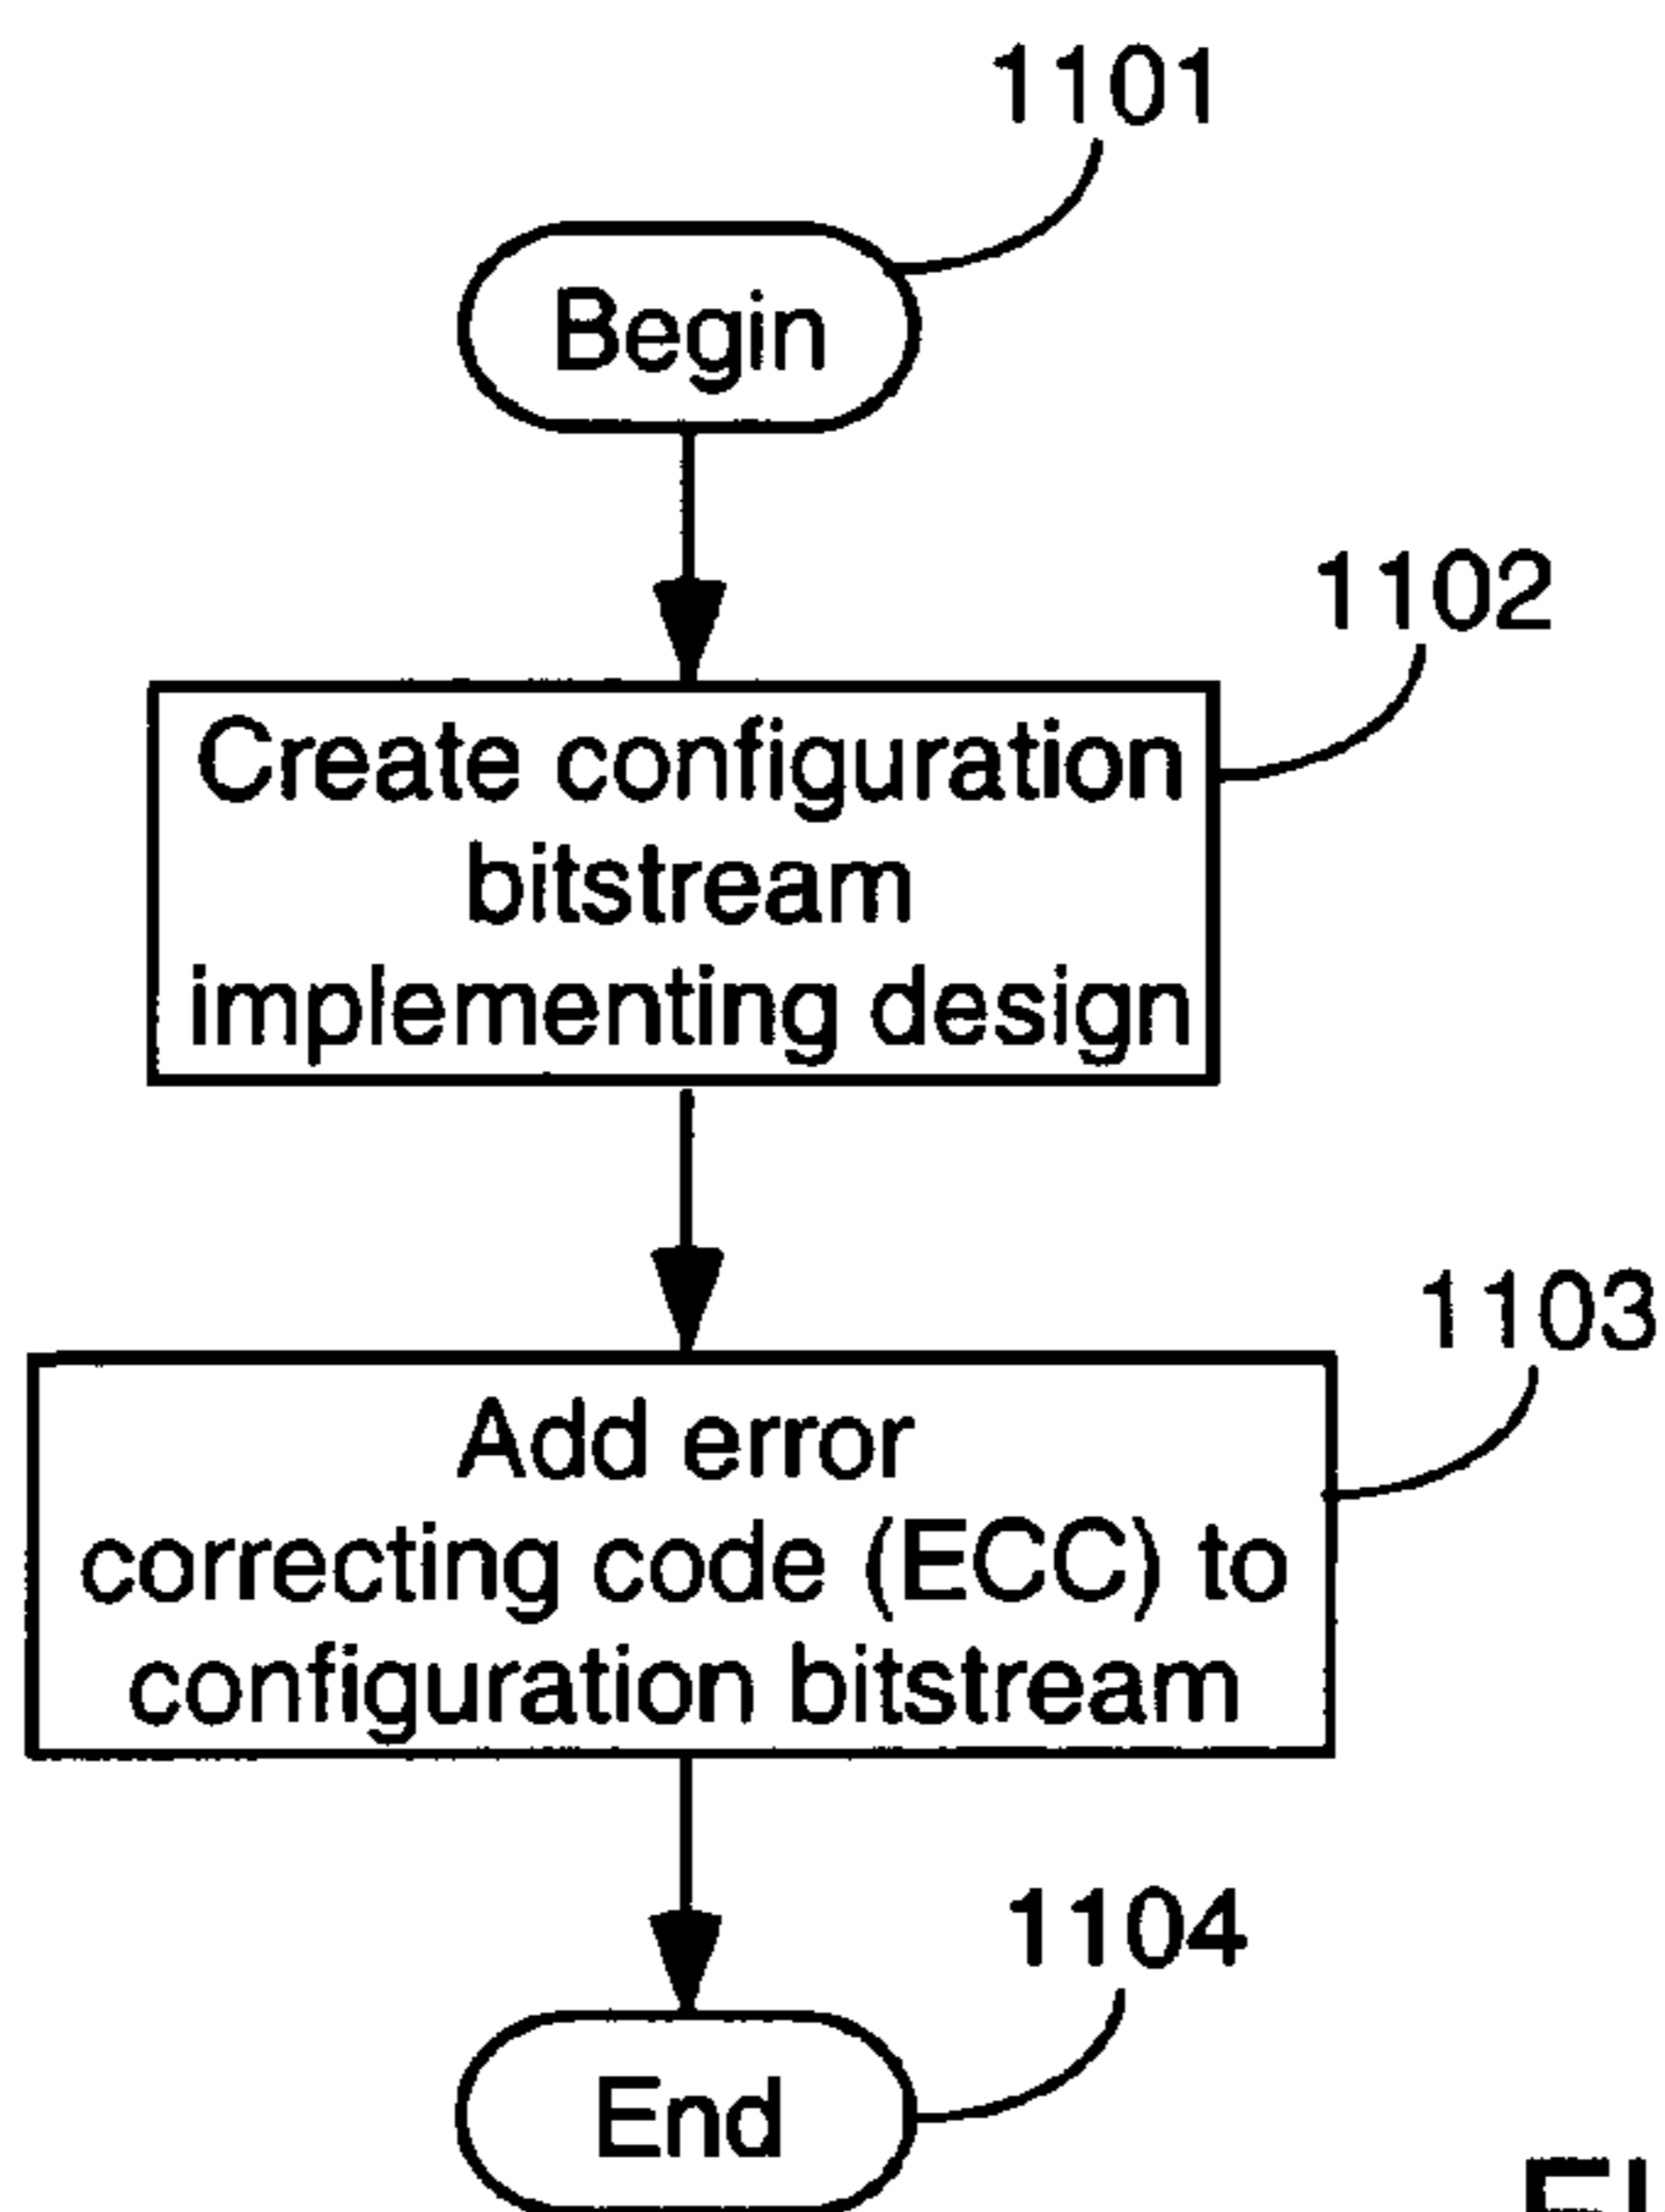 1101
Begin
1102
Create configuration
bitstream
implementing design
1103
Add error
correcting code (ECC) to
configuration bitstream
1104
End